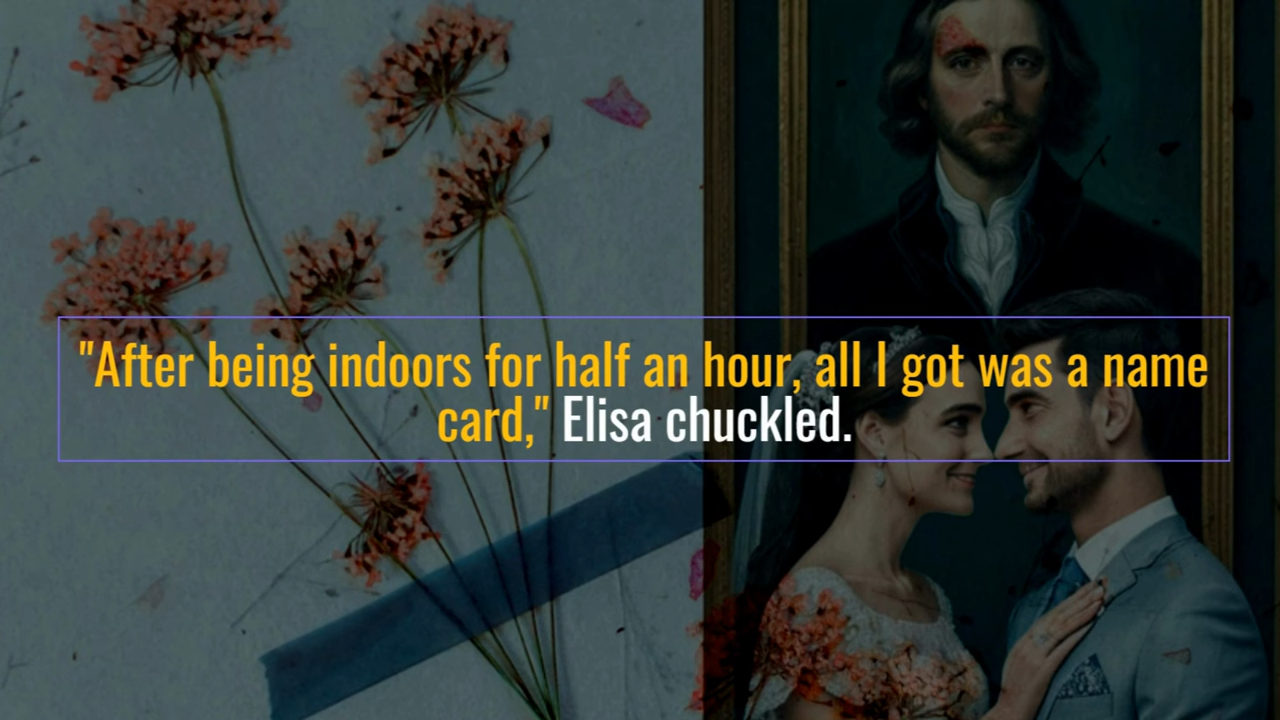 "After being indoors for half an hour, all I got was a name
card," Elisa chuckled.